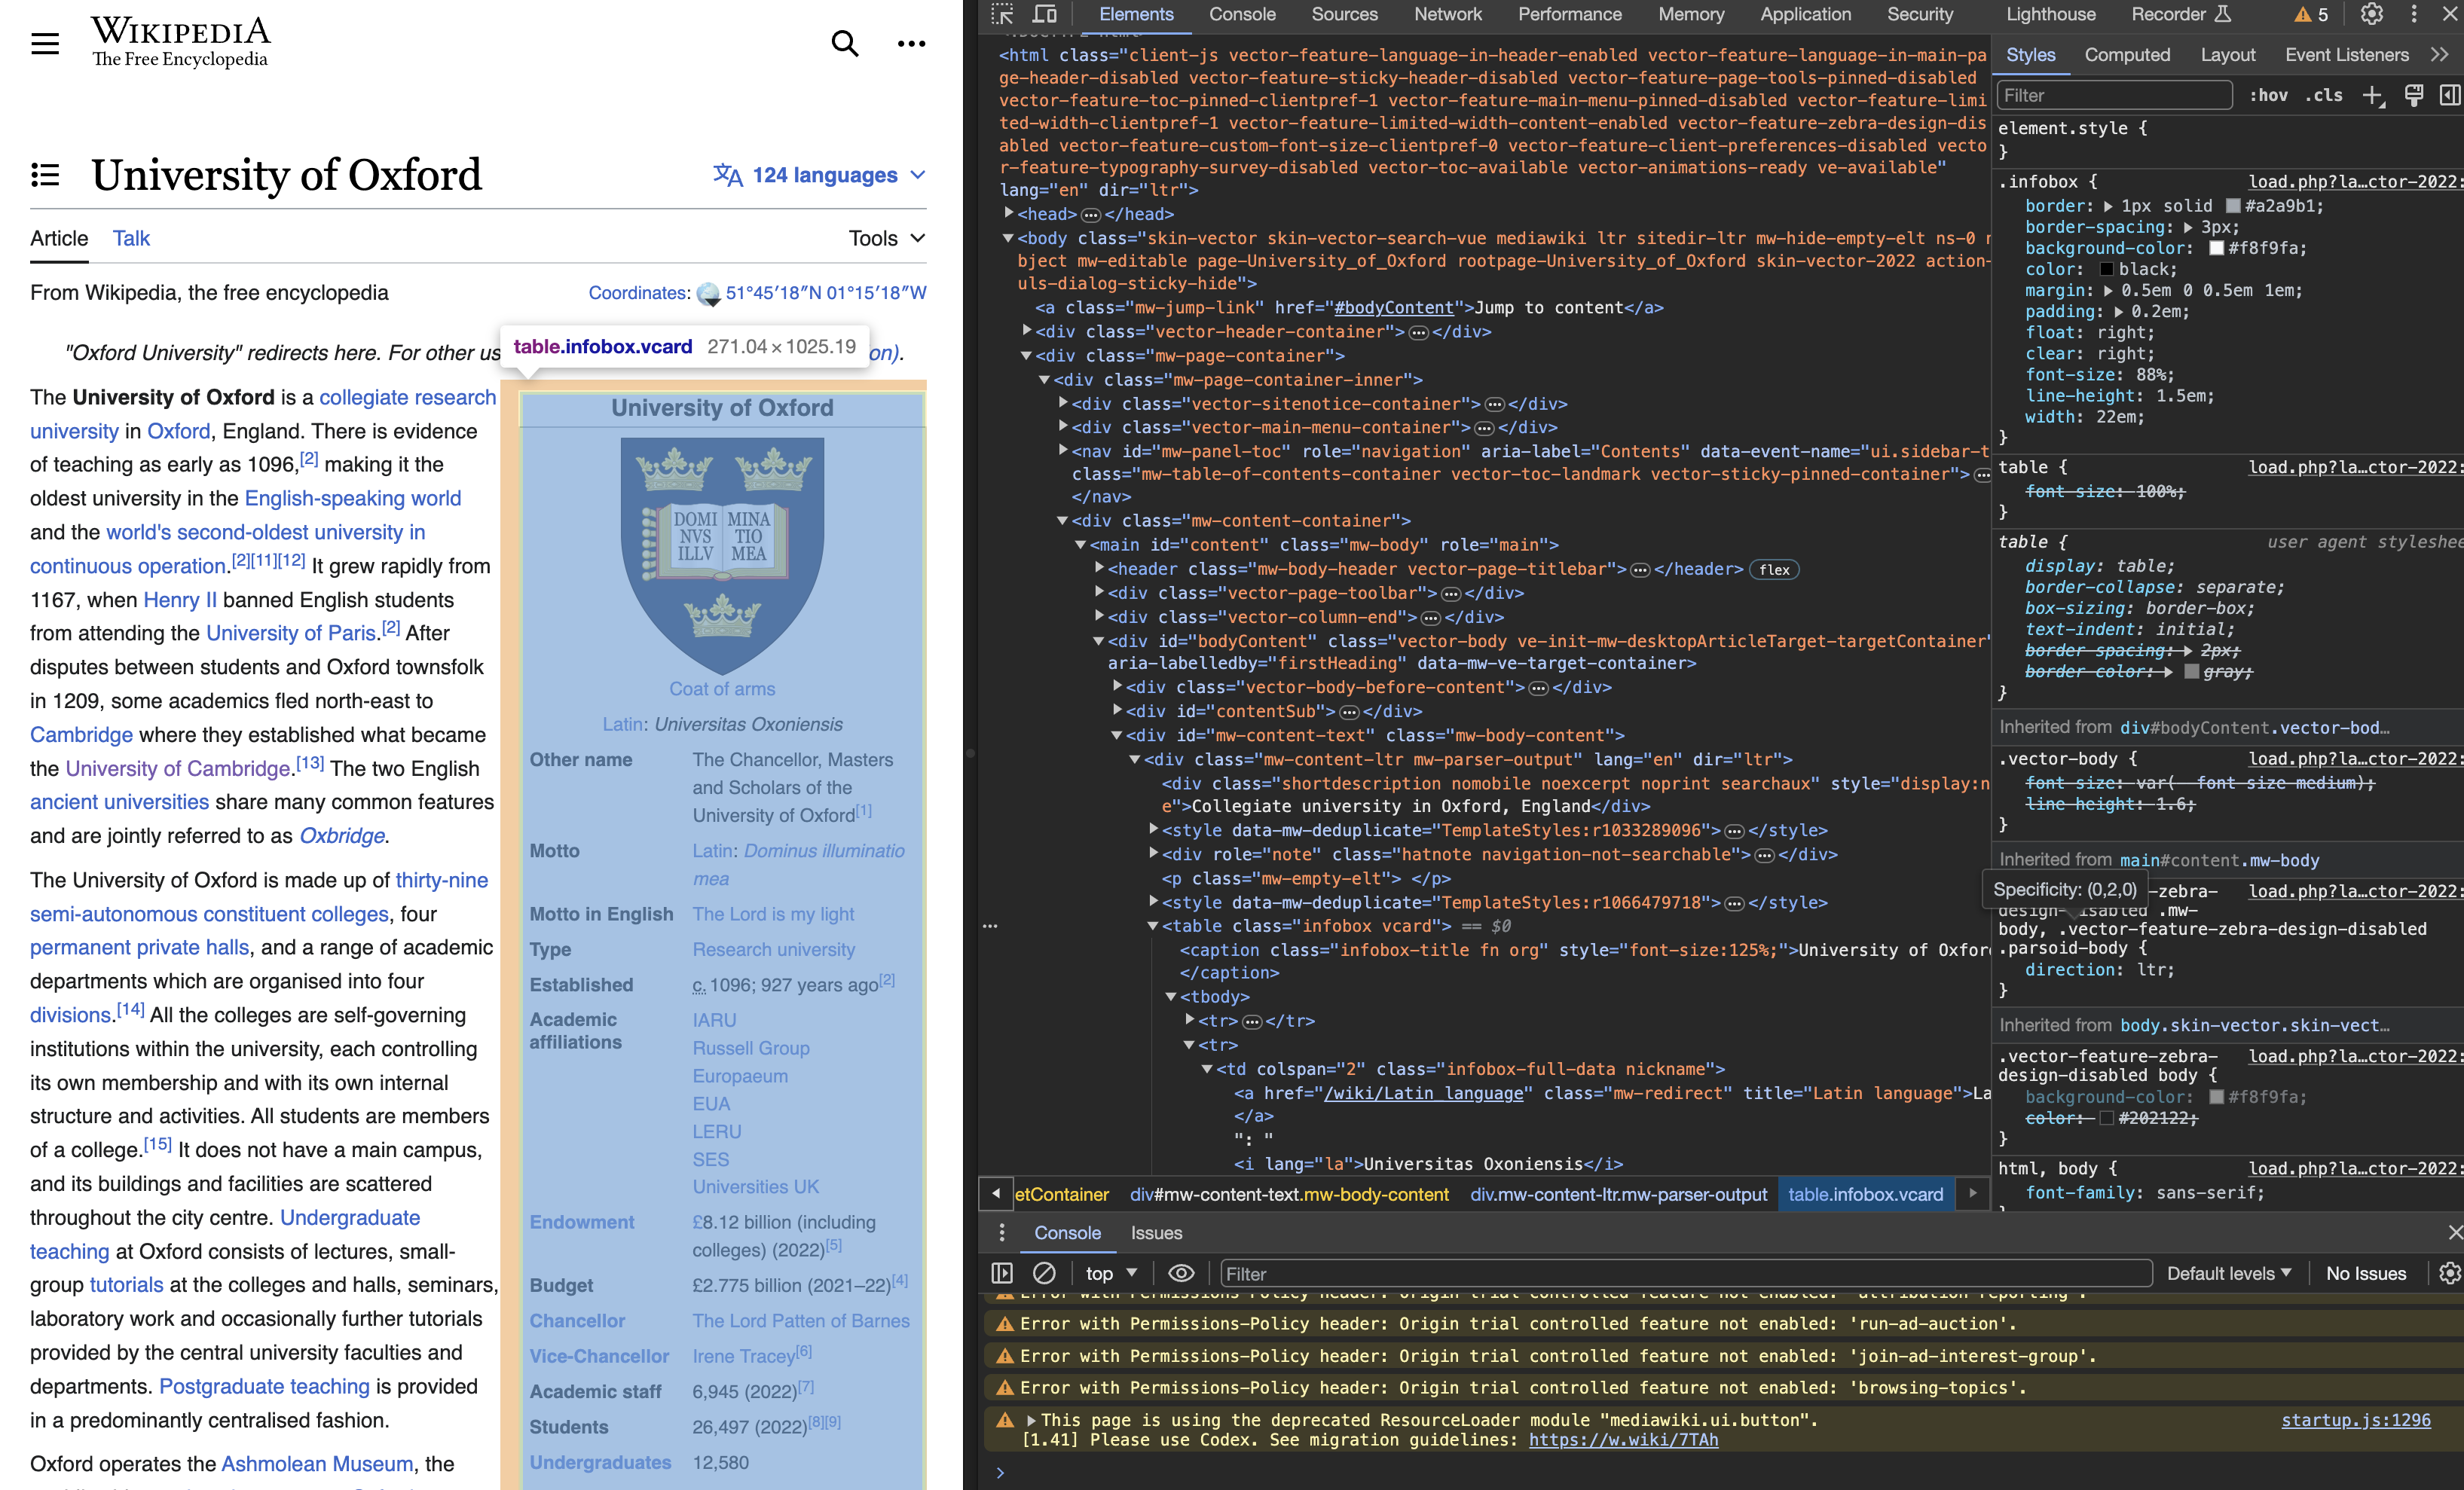 WIKIPEDIA
The Free Encyclopedia
University of Oxford
124 languages
Article
Talk
Tools
From Wikipedia, the free encyclopedia
Coordinates: 51°45′18″N 01°15′18″W
"Oxford University" redirects here. For other us
on).
table.infobox.vcard 271.04×1025.19
The University of Oxford is a collegiate research
university in Oxford, England. There is evidence
of teaching as early as 1096,[2] making it the
oldest university in the English-speaking world
and the world's second-oldest university in
continuous operation.[2][11][12] It grew rapidly from
1167, when Henry II banned English students
from attending the University of Paris.[2] After
disputes between students and Oxford townsfolk
in 1209, some academics fled north-east to
Cambridge where they established what became
the University of Cambridge.[13] The two English
ancient universities share many common features
and are jointly referred to as Oxbridge.
The University of Oxford is made up of thirty-nine
semi-autonomous constituent colleges, four
permanent private halls, and a range of academic
departments which are organised into four
divisions.[14] All the colleges are self-governing
institutions within the university, each controlling
its own membership and with its own internal
structure and activities. All students are members
of a college.[15] It does not have a main campus,
and its buildings and facilities are scattered
throughout the city centre. Undergraduate
teaching at Oxford consists of lectures, small-
group tutorials at the colleges and halls, seminars,
laboratory work and occasionally further tutorials
provided by the central university faculties and
departments. Postgraduate teaching is provided
in a predominantly centralised fashion.
Oxford operates the Ashmolean Museum, the
University of Oxford
DOMI MINA
NVS TIO
ILLV MEA
Coat of arms
Latin: Universitas Oxoniensis
Other name The Chancellor, Masters
and Scholars of the
University of Oxford[1]
Motto Latin: Dominus illuminatio
mea
Motto in English The Lord is my light
Type Research university
Established c. 1096; 927 years ago[2]
Academic IARU
affiliations
Russell Group
Europaeum
EUA
LERU
SES
Universities UK
Endowment £8.12 billion (including
colleges) (2022)[5]
Budget £2.775 billion (2021–22)[4]
Chancellor The Lord Patten of Barnes
Vice-Chancellor Irene Tracey[6]
Academic staff 6,945 (2022)[7]
Students 26,497 (2022)[8][9]
Undergraduates 12,580
Elements Console Sources Network Performance Memory Application Security Lighthouse Recorder 5
<html class="client-js vector-feature-language-in-header-enabled vector-feature-language-in-main-pa
ge-header-disabled vector-feature-sticky-header-disabled vector-feature-page-tools-pinned-disabled
vector-feature-toc-pinned-clientpref-1 vector-feature-main-menu-pinned-disabled vector-feature-limi
ted-width-clientpref-1 vector-feature-limited-width-content-enabled vector-feature-zebra-design-dis
abled vector-feature-custom-font-size-clientpref-0 vector-feature-client-preferences-disabled vecto
r-feature-typography-survey-disabled vector-toc-available vector-animations-ready ve-available"
lang="en" dir="ltr">
<head>…</head>
<body class="skin-vector skin-vector-search-vue mediawiki ltr sitedir-ltr mw-hide-empty-elt ns-0
bject mw-editable page-University_of_Oxford rootpage-University_of_Oxford skin-vector-2022 action-
uls-dialog-sticky-hide">
<a class="mw-jump-link" href="#bodyContent">Jump to content</a>
<div class="vector-header-container">…</div>
<div class="mw-page-container">
<div class="mw-page-container-inner">
<div class="vector-sitenotice-container">…</div>
<div class="vector-main-menu-container">…</div>
<nav id="mw-panel-toc" role="navigation" aria-label="Contents" data-event-name="ui.sidebar-t
class="mw-table-of-contents-container vector-toc-landmark vector-sticky-pinned-container">…
</nav>
<div class="mw-content-container">
<main id="content" class="mw-body" role="main">
<header class="mw-body-header vector-page-titlebar">…</header> flex
<div class="vector-page-toolbar">…</div>
<div class="vector-column-end">…</div>
<div id="bodyContent" class="vector-body ve-init-mw-desktopArticleTarget-targetContainer"
aria-labelledby="firstHeading" data-mw-ve-target-container>
<div class="vector-body-before-content">…</div>
<div id="contentSub">…</div>
<div id="mw-content-text" class="mw-body-content">
<div class="mw-content-ltr mw-parser-output" lang="en" dir="ltr">
<div class="shortdescription nomobile noexcerpt noprint searchaux" style="display:n
e">Collegiate university in Oxford, England</div>
<style data-mw-deduplicate="TemplateStyles:r1033289096">…</style>
<div role="note" class="hatnote navigation-not-searchable">…</div>
<p class="mw-empty-elt"> </p>
<style data-mw-deduplicate="TemplateStyles:r1066479718">…</style>
… <table class="infobox vcard"> == $0
<caption class="infobox-title fn org" style="font-size:125%;">University of Oxfor
</caption>
<tbody>
<tr>…</tr>
<tr>
<td colspan="2" class="infobox-full-data nickname">
<a href="/wiki/Latin_language" class="mw-redirect" title="Latin language">La
</a>
": "
<i lang="la">Universitas Oxoniensis</i>
etContainer div#mw-content-text.mw-body-content div.mw-content-ltr.mw-parser-output table.infobox.vcard
Styles Computed Layout Event Listeners
Filter :hov .cls
element.style {
}
.infobox { load.php?la…ctor-2022:
border: 1px solid #a2a9b1;
border-spacing: 3px;
background-color: #f8f9fa;
color: black;
margin: 0.5em 0 0.5em 1em;
padding: 0.2em;
float: right;
clear: right;
font-size: 88%;
line-height: 1.5em;
width: 22em;
}
table { load.php?la…ctor-2022:
font-size: 100%;
}
table { user agent styleshee
display: table;
border-collapse: separate;
box-sizing: border-box;
text-indent: initial;
border-spacing: 2px;
border-color: gray;
}
Inherited from div#bodyContent.vector-bod…
.vector-body { load.php?la…ctor-2022:
font-size: var(--font-size-medium);
line-height: 1.6;
}
Inherited from main#content.mw-body
Specificity: (0,2,0)
-zebra- load.php?la…ctor-2022:
design-disabled .mw-
body, .vector-feature-zebra-design-disabled
.parsoid-body {
direction: ltr;
}
Inherited from body.skin-vector.skin-vect…
.vector-feature-zebra- load.php?la…ctor-2022:
design-disabled body {
background-color: #f8f9fa;
color: #202122;
}
html, body { load.php?la…ctor-2022:
font-family: sans-serif;
Console Issues
top Filter Default levels No Issues
Error with Permissions-Policy header: Origin trial controlled feature not enabled: 'attribution-reporting'.
Error with Permissions-Policy header: Origin trial controlled feature not enabled: 'run-ad-auction'.
Error with Permissions-Policy header: Origin trial controlled feature not enabled: 'join-ad-interest-group'.
Error with Permissions-Policy header: Origin trial controlled feature not enabled: 'browsing-topics'.
This page is using the deprecated ResourceLoader module "mediawiki.ui.button". startup.js:1296
[1.41] Please use Codex. See migration guidelines: https://w.wiki/7TAh